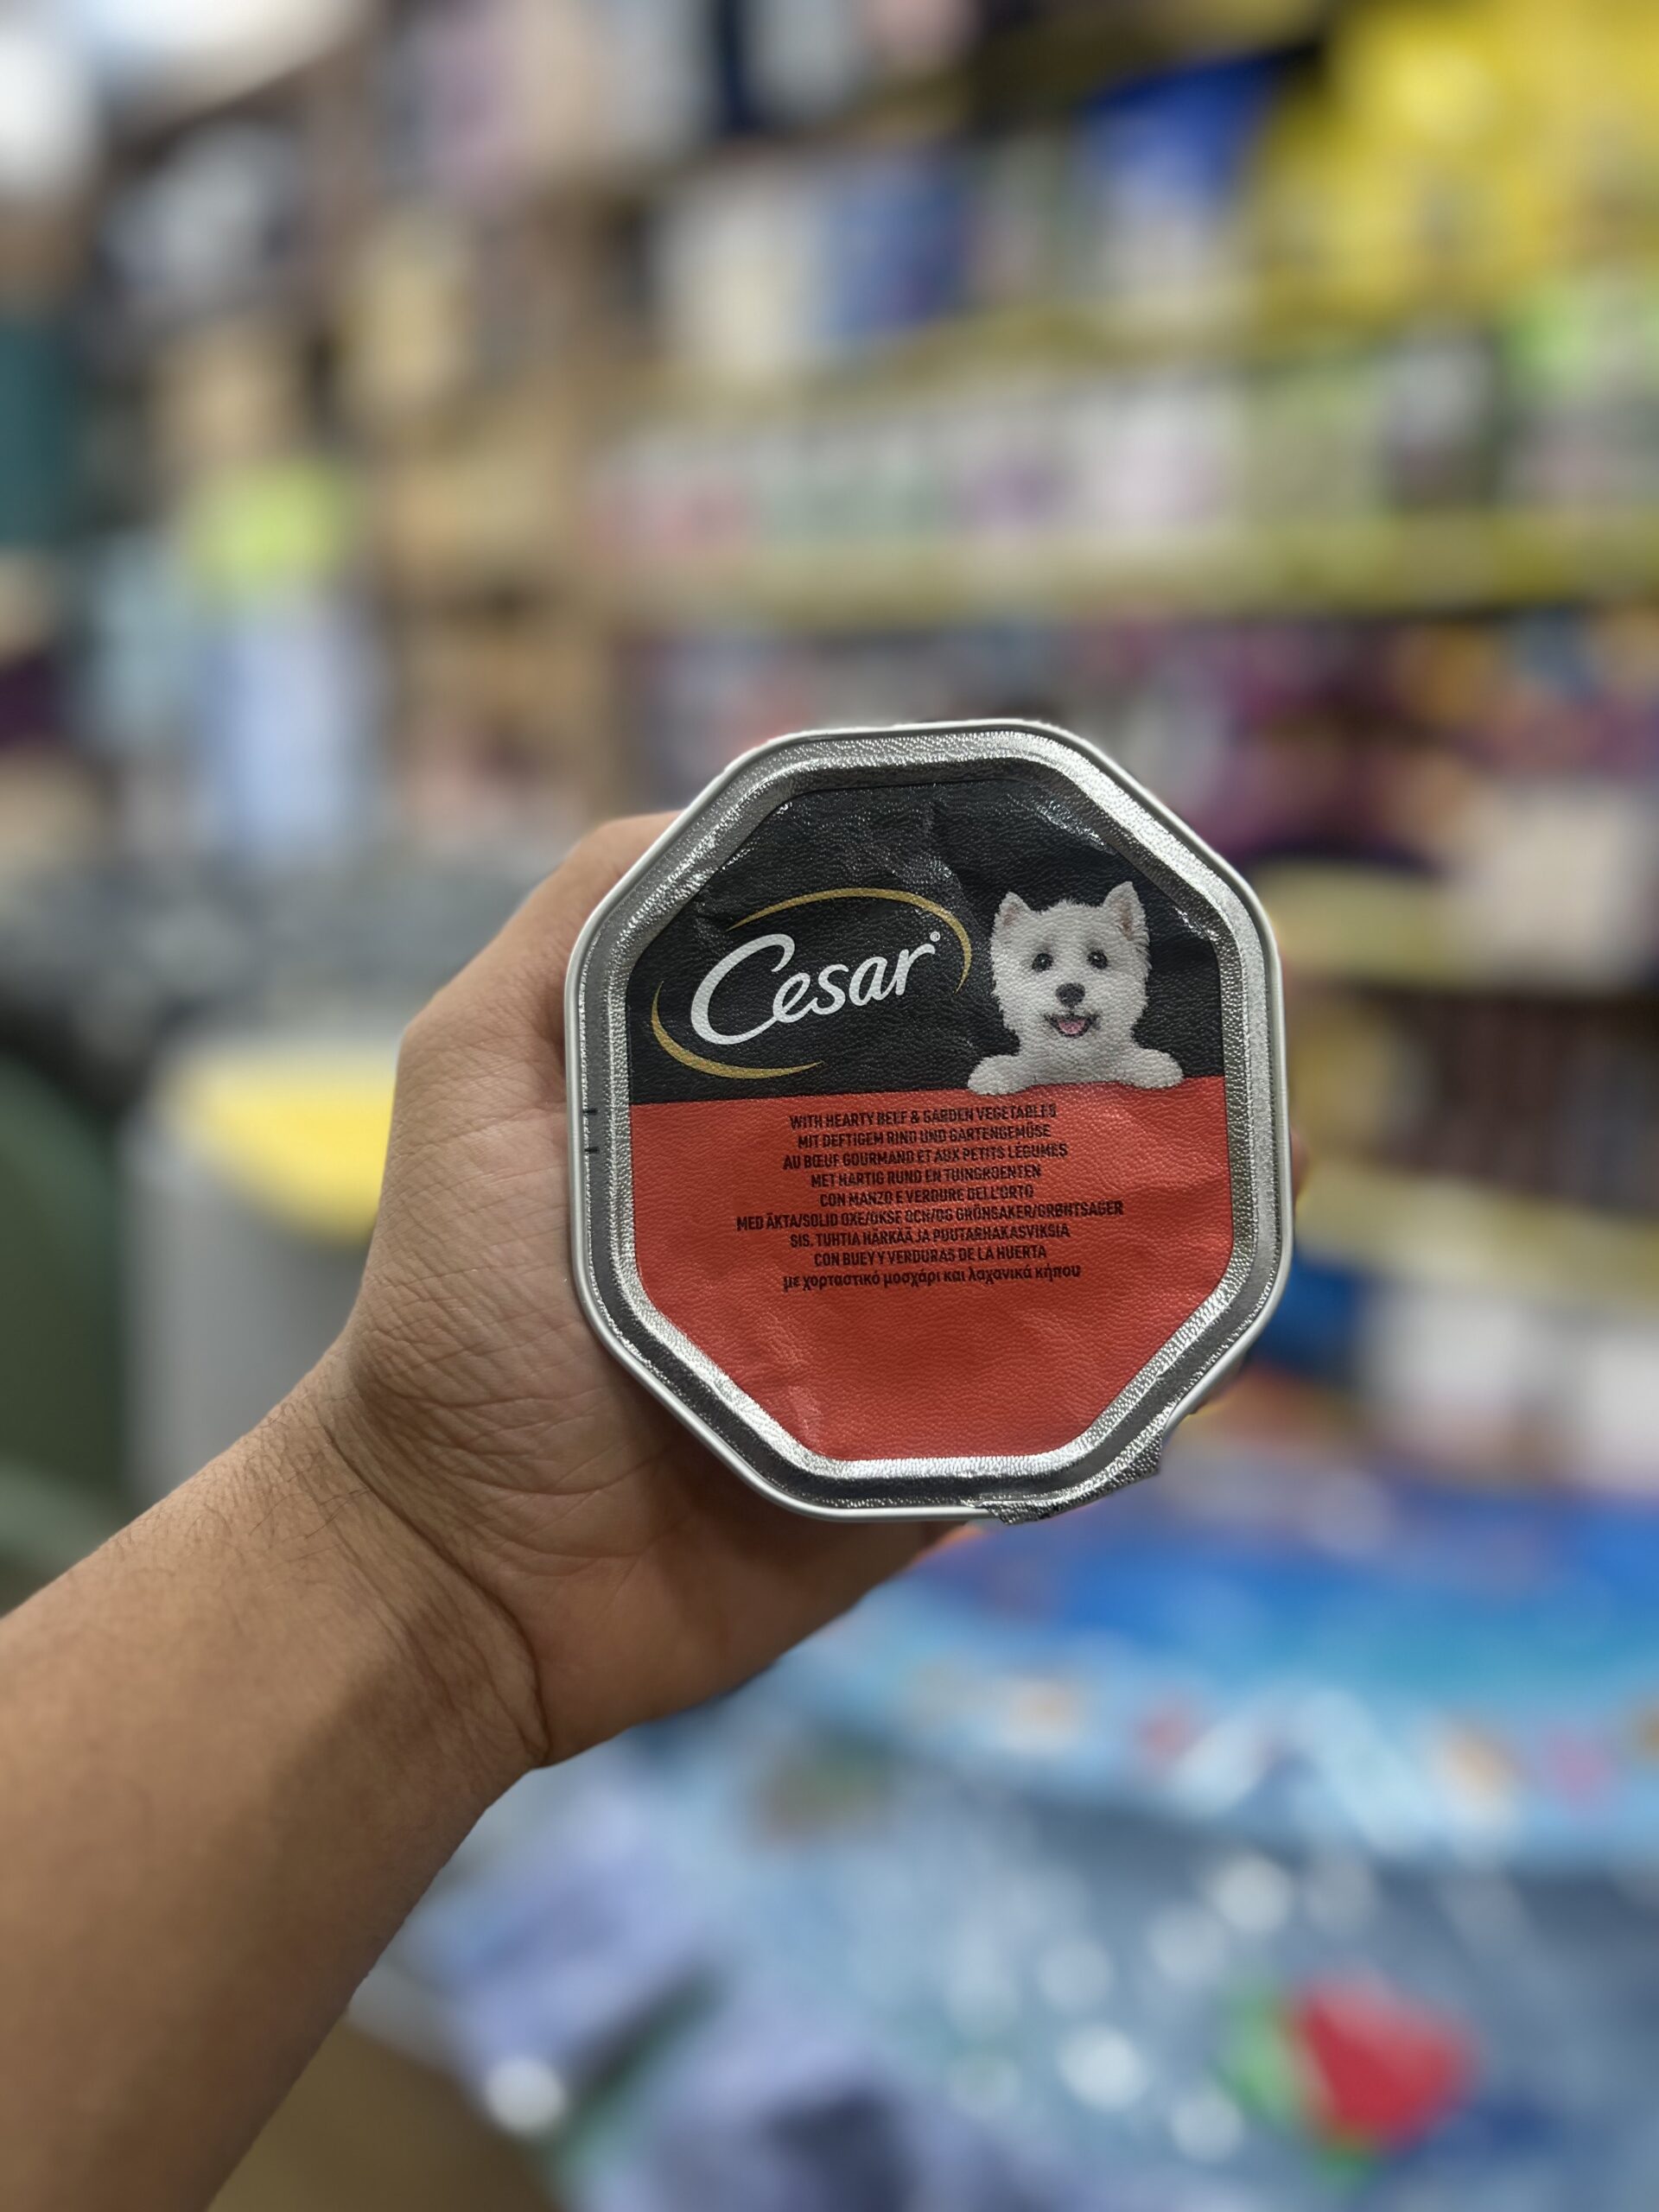 Cesar®
WITH HEARTY BEEF & GARDEN VEGETABLES
MIT DEFTIGEM RIND UND GARTENGEMÜSE
AU BŒUF GOURMAND ET AUX PETITS LÉGUMES
MET HARTIG RUND EN TUINGROENTEN
CON MANZO E VERDURE DELL'ORTO
MED ÄKTA/SOLID OXE/OKSE OCH/OG GRÖNSAKER/GRØNTSAGER
SIS. TUHTIA HÄRKÄÄ JA PUUTARHAKASVIKSIA
CON BUEY Y VERDURAS DE LA HUERTA
με χορταστικό μοσχάρι και λαχανικά κήπου